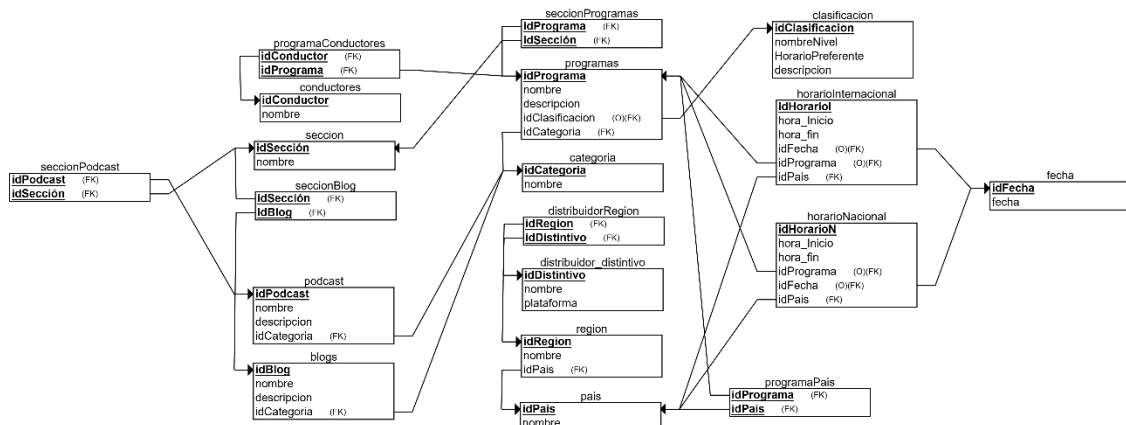 seccionProgramas
idPrograma (FK)
IdSección (FK)
clasificacion
idClasificacion
nombreNivel
HorarioPreferente
descripcion
programaConductores
idConductor (FK)
idPrograma (FK)
conductores
idConductor
nombre
programas
idPrograma
nombre
descripcion
idClasificacion (O)(FK)
idCategoria (FK)
horarioInternacional
idHorarioI
hora_Inicio
hora_fin
idFecha (O)(FK)
idPrograma (O)(FK)
idPais (FK)
seccion
idSección
nombre
seccionPodcast
idPodcast (FK)
idSección (FK)
seccionBlog
idSección (FK)
IdBlog (FK)
categoria
idCategoria
nombre
fecha
idFecha
fecha
distribuidorRegion
idRegion (FK)
idDistintivo (FK)
horarioNacional
idHorarioN
hora_Inicio
hora_fin
idPrograma (O)(FK)
idFecha (O)(FK)
idPais (FK)
distribuidor_distintivo
idDistintivo
nombre
plataforma
podcast
idPodcast
nombre
descripcion
idCategoria (FK)
region
idRegion
nombre
idPais (FK)
blogs
idBlog
nombre
descripcion
idCategoria (FK)
programaPais
idPrograma (FK)
idPais (FK)
pais
idPais
nombre